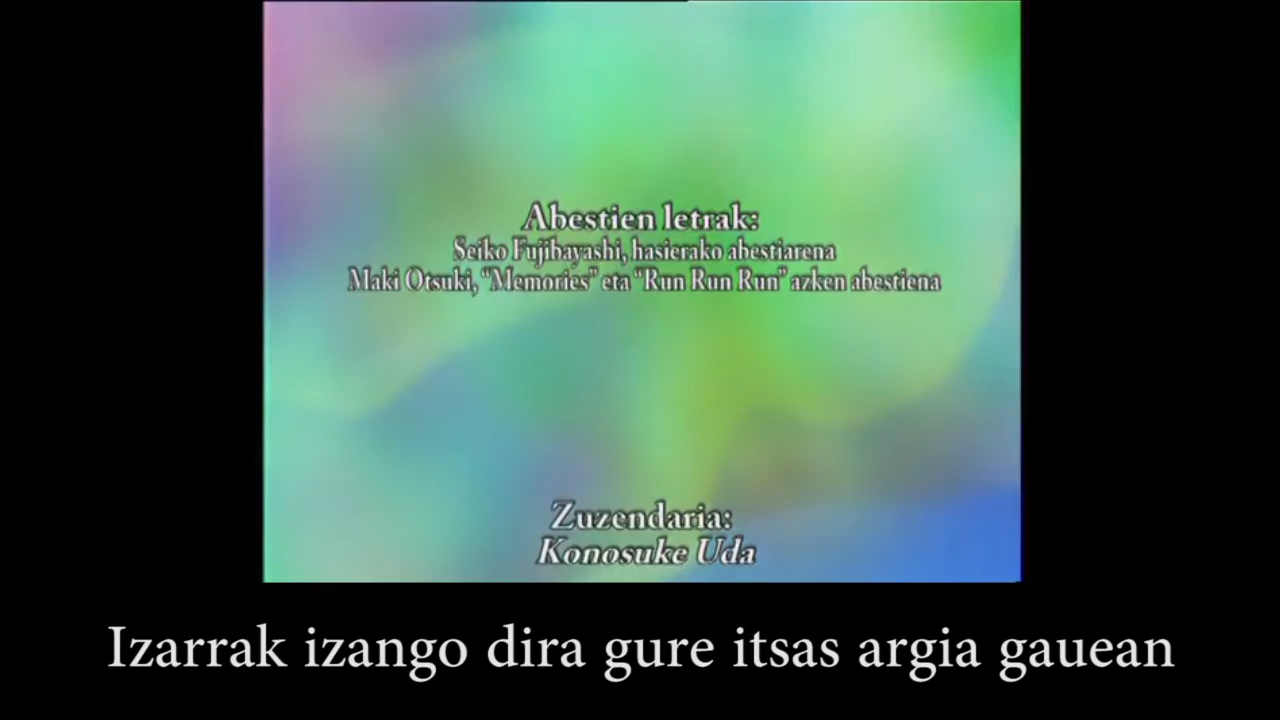 Abestien letrak:
Seiko Fujibayashi, hasierako abestiarena
Maki Otsuki, “Memories” eta “Run Run Run” azken abestiena
Zuzendaria:
Konosuke Uda
Izarrak izango dira gure itsas argia gauean